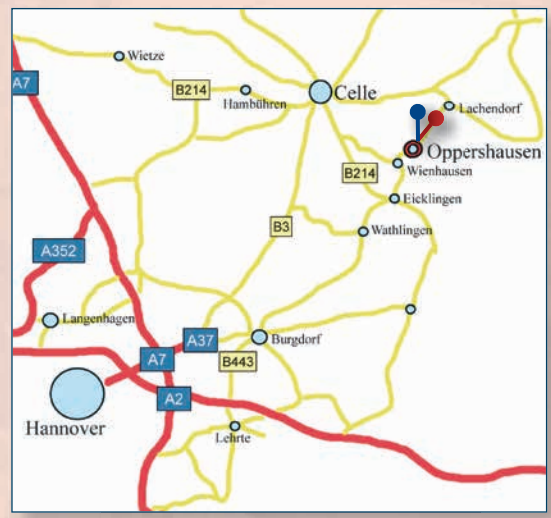 Wietze
A7
B214
Hambühren
Celle
Lachendorf
Oppershausen
B214
Wienhausen
Eicklingen
B3
Wathlingen
A352
Langenhagen
A37
Burgdorf
A7
B443
A2
Hannover
Lehrte